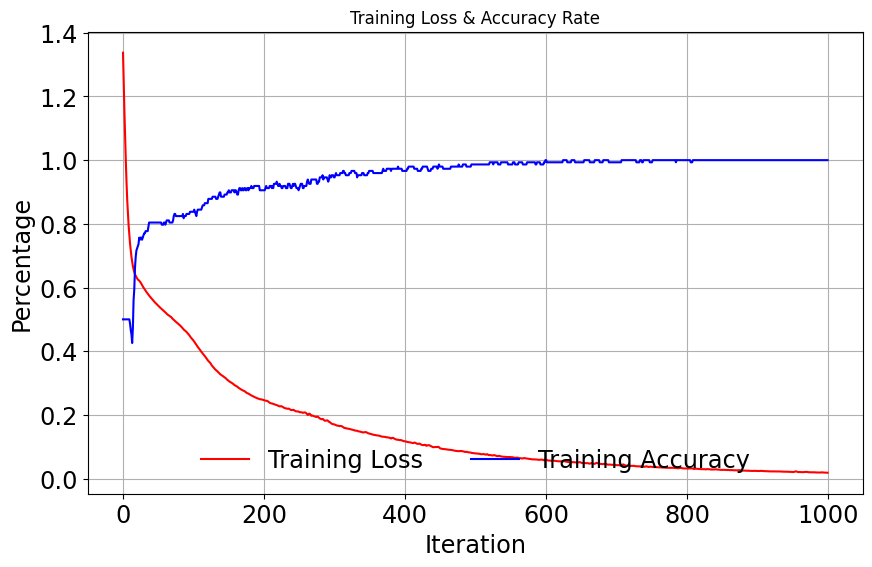 Training Loss & Accuracy Rate
1.4
1.2
1.0
0.8
0.6
0.4
0.2
0.0
Percentage
Training Loss Training Accuracy
0 200 400 600 800 1000
Iteration